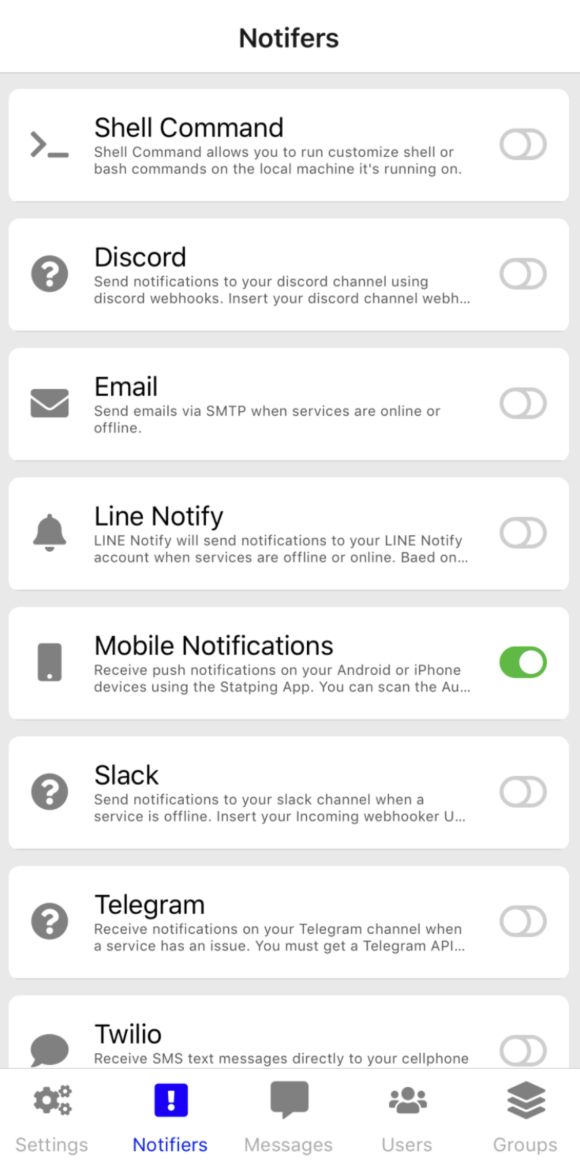 Notifers
Shell Command
Shell Command allows you to run customize shell or
bash commands on the local machine it's running on.
Discord
Send notifications to your discord channel using
discord webhooks. Insert your discord channel webh...
Email
Send emails via SMTP when services are online or
offline.
Line Notify
LINE Notify will send notifications to your LINE Notify
account when services are offline or online. Baed on...
Mobile Notifications
Receive push notifications on your Android or iPhone
devices using the Statping App. You can scan the Au...
Slack
Send notifications to your slack channel when a
service is offline. Insert your Incoming webhooker U...
Telegram
Receive notifications on your Telegram channel when
a service has an issue. You must get a Telegram API...
Twilio
Receive SMS text messages directly to your cellphone
Settings
Notifiers
Messages
Users
Groups